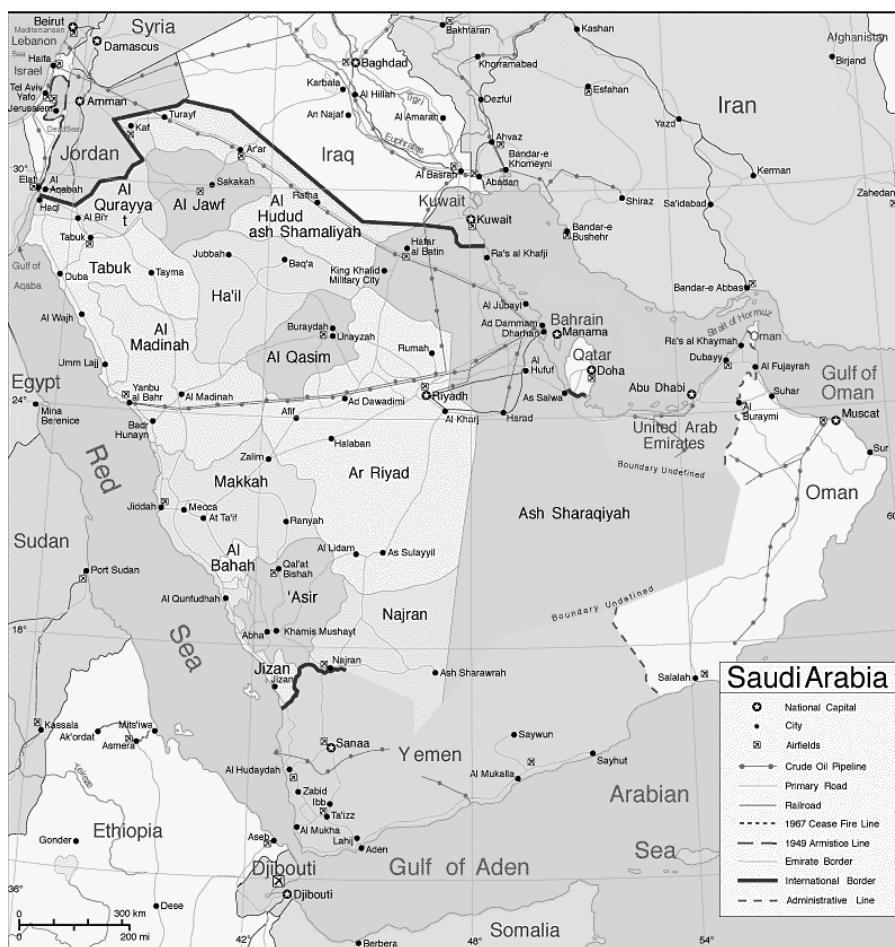 Syria
Beirut
Mediterranean
Sea
Lebanon
Damascus
Haifa
Israel
Tel Aviv
Yafo
Jerusalem
Amman
DeadSea
Jordan
Baghdad
Karbala
Al Hillah
An Najaf
Tigri
Al Amarah
Euphrates
Iraq
Al Basrah
Bakhtaran
Khorramabad
Dezful
Ahvaz
Bandar-e
Khomeyni
Abadan
Kashan
Esfahan
Yazd
Iran
Afghanistan
Birjand
Kerman
Zahedan
Shiraz
Sa'idabad
Bandar-e
Bushehr
Bandar-e Abbas
Strait of Hormuz
30°
Elat
Al
Aqabah
Haql
Kaf
Turayf
Ar'ar
Al
Qurayya
t
Al Jawf
Sakakah
Rafha
Al
Hudud
ash Shamaliyah
Kuwait
Kuwait
Al Bi'r
Tabuk
Gulf of
Aqaba
Tabuk
Duba
Tayma
Jubbah
Baq'a
Ha'il
Hafar
al Batin
King Khalid
Military City
Ra's al Khafji
Al Wajh
Al
Madinah
Umm Lajj
Buraydah
Unayzah
Al Qasim
Rumah
Al Jubayl
Ad Dammam
Dharhan
Bahrain
Manama
Qatar
Doha
Al
Hufuf
As Salwa
Oman
Ra's al Khaymah
Dubayy
Abu Dhabi
Al Fujayrah
Gulf of
Oman
Suhar
Al
Buraymi
Muscat
Sur
United Arab
Emirates
Boundary Undefined
Oman
60
Egypt
24°
Mina
Berenice
Yanbu
al Bahr
Al Madinah
Badr
Hunayn
Afif
Ad Dawadimi
Riyadh
Al Kharj
Harad
Halaban
Zalim
Makkah
Ar Riyad
Ash Sharaqiyah
Red
Sea
Jiddah
Mecca
At Ta'if
Ranyah
Al
Bahah
Al Lidam
As Sulayyil
Qal'at
Bishah
'Asir
Najran
Boundary Undefined
Sudan
Port Sudan
Al Qunfudhah
18°
Abha
Khamis Mushayt
Jizan
Jizan
Najran
Ash Sharawrah
Salalah
Kassala
Ak'ordat
Mits'iwa
Asmera
Tekeze
Sanaa
Yemen
Saywun
Sayhut
Al Mukalla
Al Hudaydah
Zabid
Ibb
Ta'izz
Al Mukha
Lahij
Aden
Arabian
Sea
Gulf of Aden
Ethiopia
Gonder
Aseb
Djibouti
Djibouti
Dese
Somalia
Berbera
36°
42°
48°
54°
0
300 km
0
200 mi
Saudi Arabia
National Capital
City
Airfields
Crude Oil Pipeline
Primary Road
Railroad
1967 Cease Fire Line
1949 Armistice Line
Emirate Border
International Border
Administrative Line